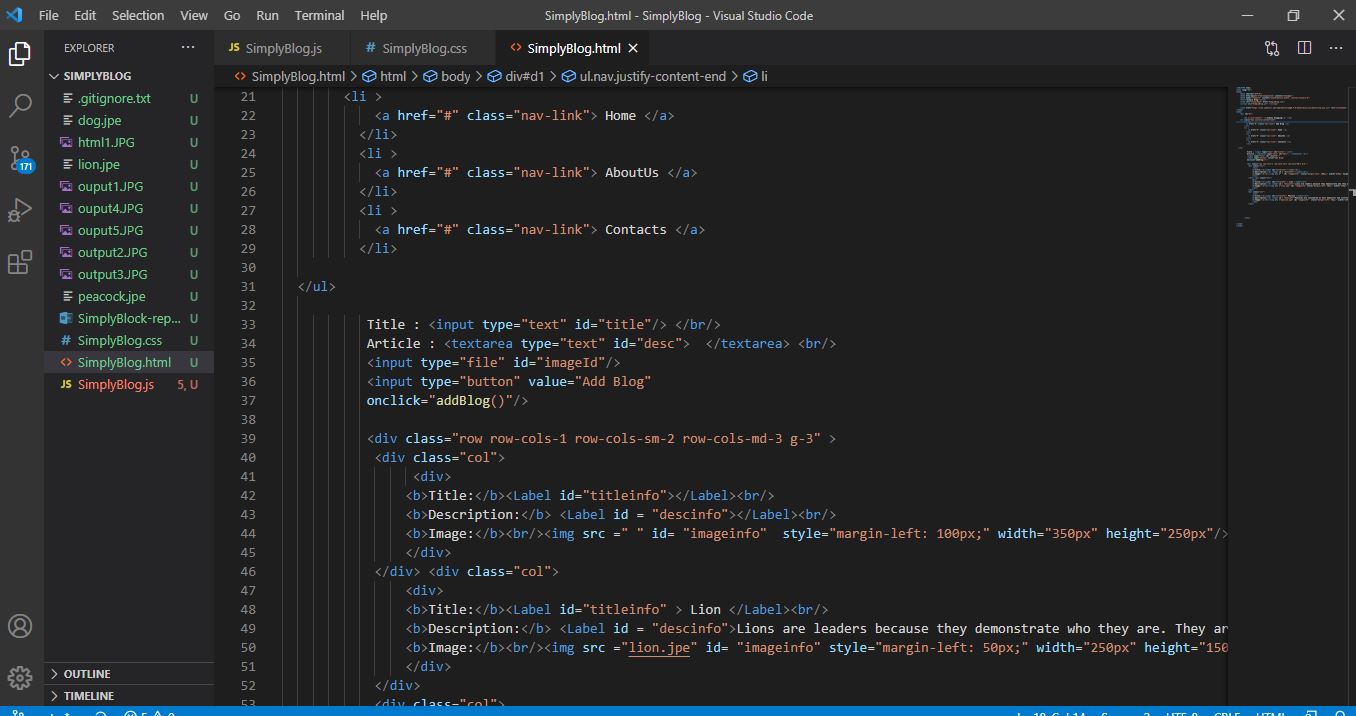 File Edit Selection View Go Run Terminal Help SimplyBlog.html - SimplyBlog - Visual Studio Code
EXPLORER ···
SIMPLYBLOG
.gitignore.txt U
dog.jpe U
html1.JPG U
lion.jpe U
ouput1.JPG U
ouput4.JPG U
ouput5.JPG U
output2.JPG U
output3.JPG U
peacock.jpe U
SimplyBlock-rep... U
# SimplyBlog.css U
<> SimplyBlog.html U
JS SimplyBlog.js 5, U
171
OUTLINE
TIMELINE
JS SimplyBlog.js # SimplyBlog.css <> SimplyBlog.html ×
<> SimplyBlog.html > html > body > div#d1 > ul.nav.justify-content-end > li
21 <li >
22 <a href="#" class="nav-link"> Home </a>
23 </li>
24 <li >
25 <a href="#" class="nav-link"> AboutUs </a>
26 </li>
27 <li >
28 <a href="#" class="nav-link"> Contacts </a>
29 </li>
30
31 </ul>
32
33 Title : <input type="text" id="title"/> </br/>
34 Article : <textarea type="text" id="desc">  </textarea> <br/>
35 <input type="file" id="imageId"/>
36 <input type="button" value="Add Blog"
37 onclick="addBlog()"/>
38
39 <div class="row row-cols-1 row-cols-sm-2 row-cols-md-3 g-3" >
40 <div class="col">
41 <div>
42 <b>Title:</b><Label id="titleinfo"></Label><br/>
43 <b>Description:</b> <Label id = "descinfo"></Label><br/>
44 <b>Image:</b><br/><img src =" " id= "imageinfo"  style="margin-left: 100px;" width="350px" height="250px"/>
45 </div>
46 </div> <div class="col">
47 <div>
48 <b>Title:</b><Label id="titleinfo" > Lion </Label><br/>
49 <b>Description:</b> <Label id = "descinfo">Lions are leaders because they demonstrate who they are. They ar
50 <b>Image:</b><br/><img src ="lion.jpe" id= "imageinfo" style="margin-left: 50px;" width="250px" height="150
51 </div>
52 </div>
53 <div class="col">